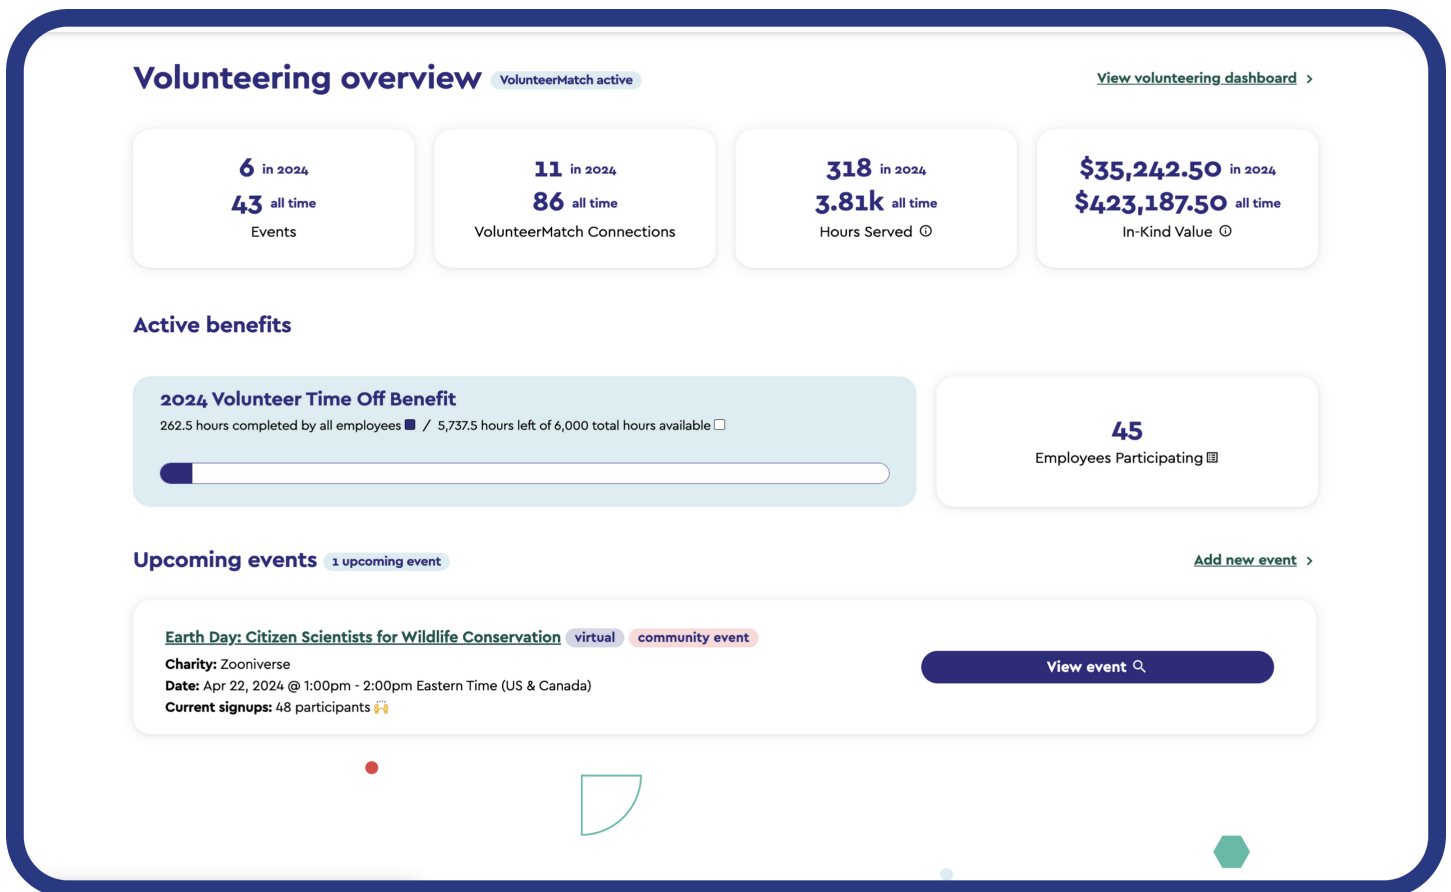 Volunteering overview VolunteerMatch active
View volunteering dashboard >
6 in 2024
43 all time
Events
11 in 2024
86 all time
VolunteerMatch Connections
318 in 2024
3.81k all time
Hours Served
$35,242.50 in 2024
$423,187.50 all time
In-Kind Value
Active benefits
2024 Volunteer Time Off Benefit
262.5 hours completed by all employees / 5,737.5 hours left of 6,000 total hours available
45
Employees Participating
Upcoming events 1 upcoming event
Add new event >
Earth Day: Citizen Scientists for Wildlife Conservation virtual community event
Charity: Zooniverse
Date: Apr 22, 2024 @ 1:00pm - 2:00pm Eastern Time (US & Canada)
Current signups: 48 participants 🙌
View event